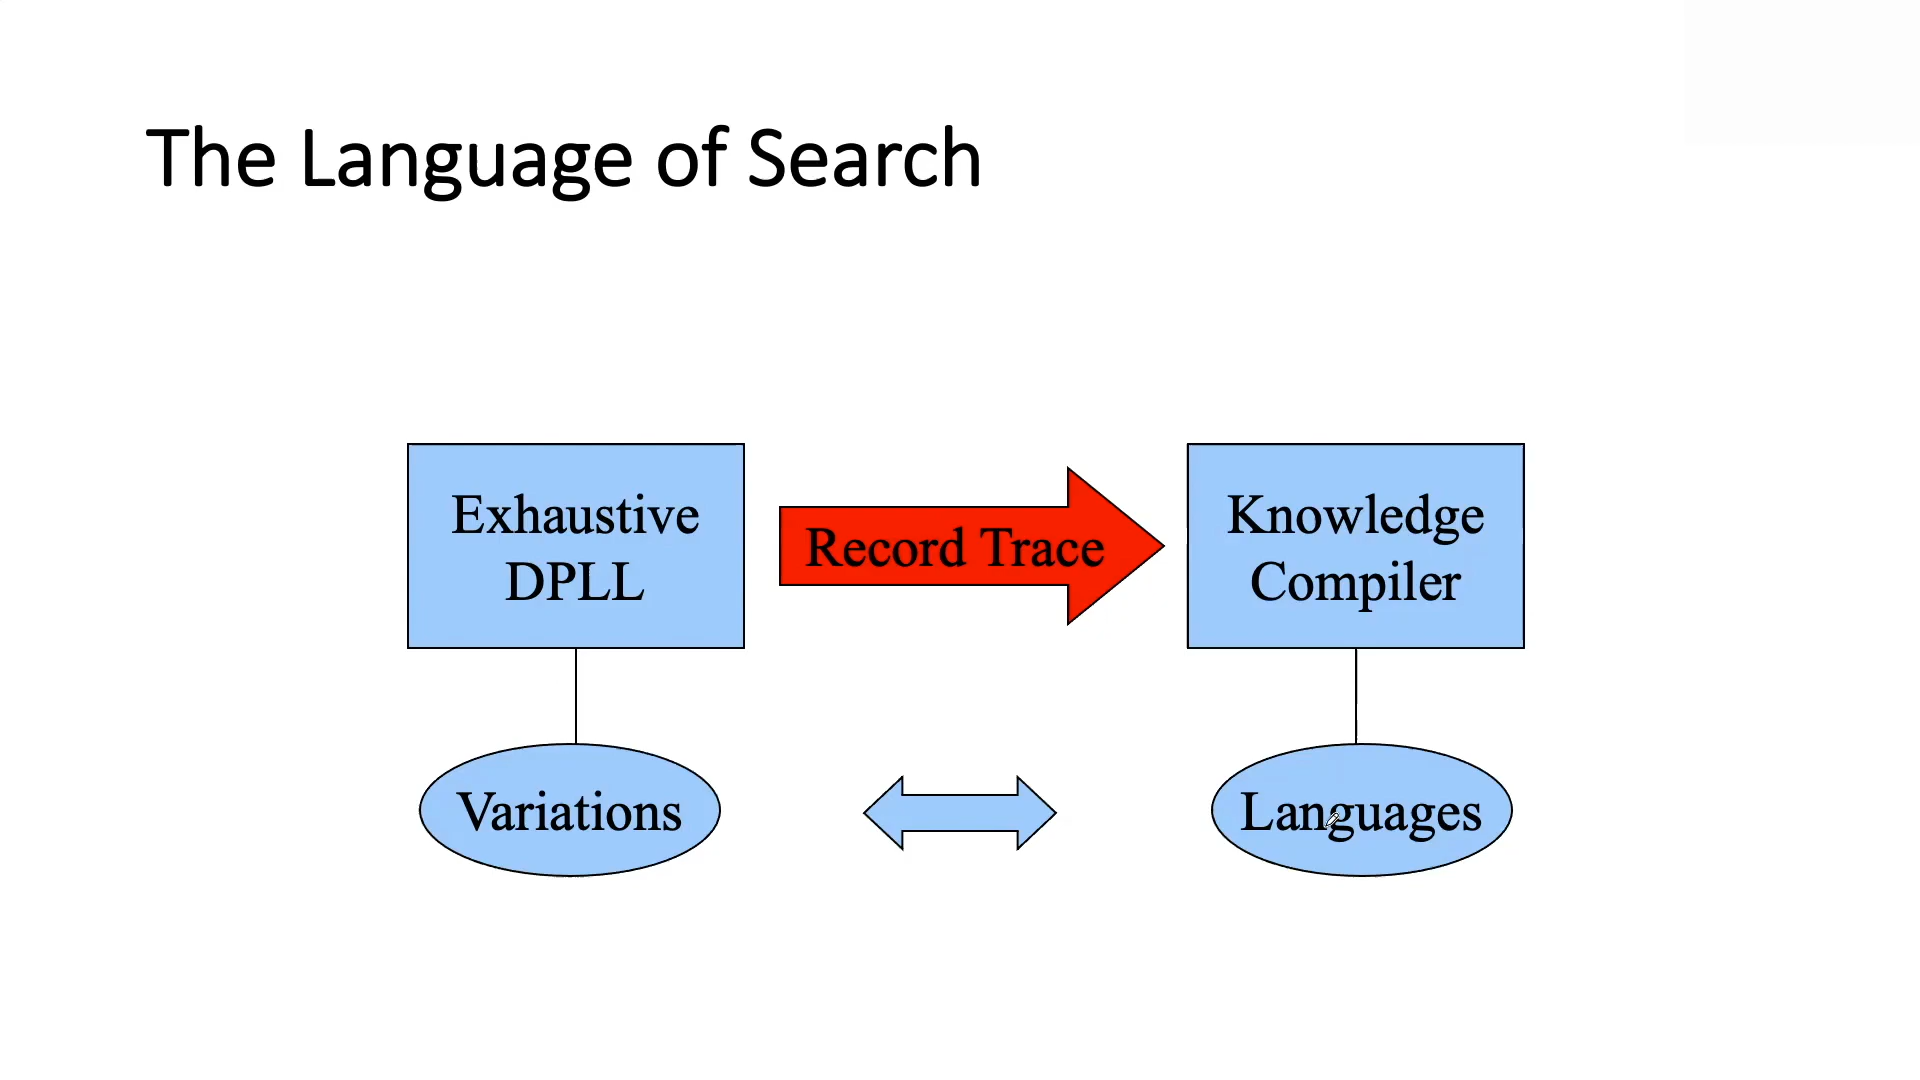 The Language of Search
Exhaustive
DPLL
Record Trace
Knowledge
Compiler
Variations
Languages